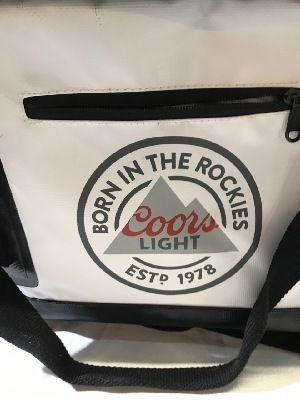 BORN IN THE ROCKIES
Coors
LIGHT
ESTD 1978